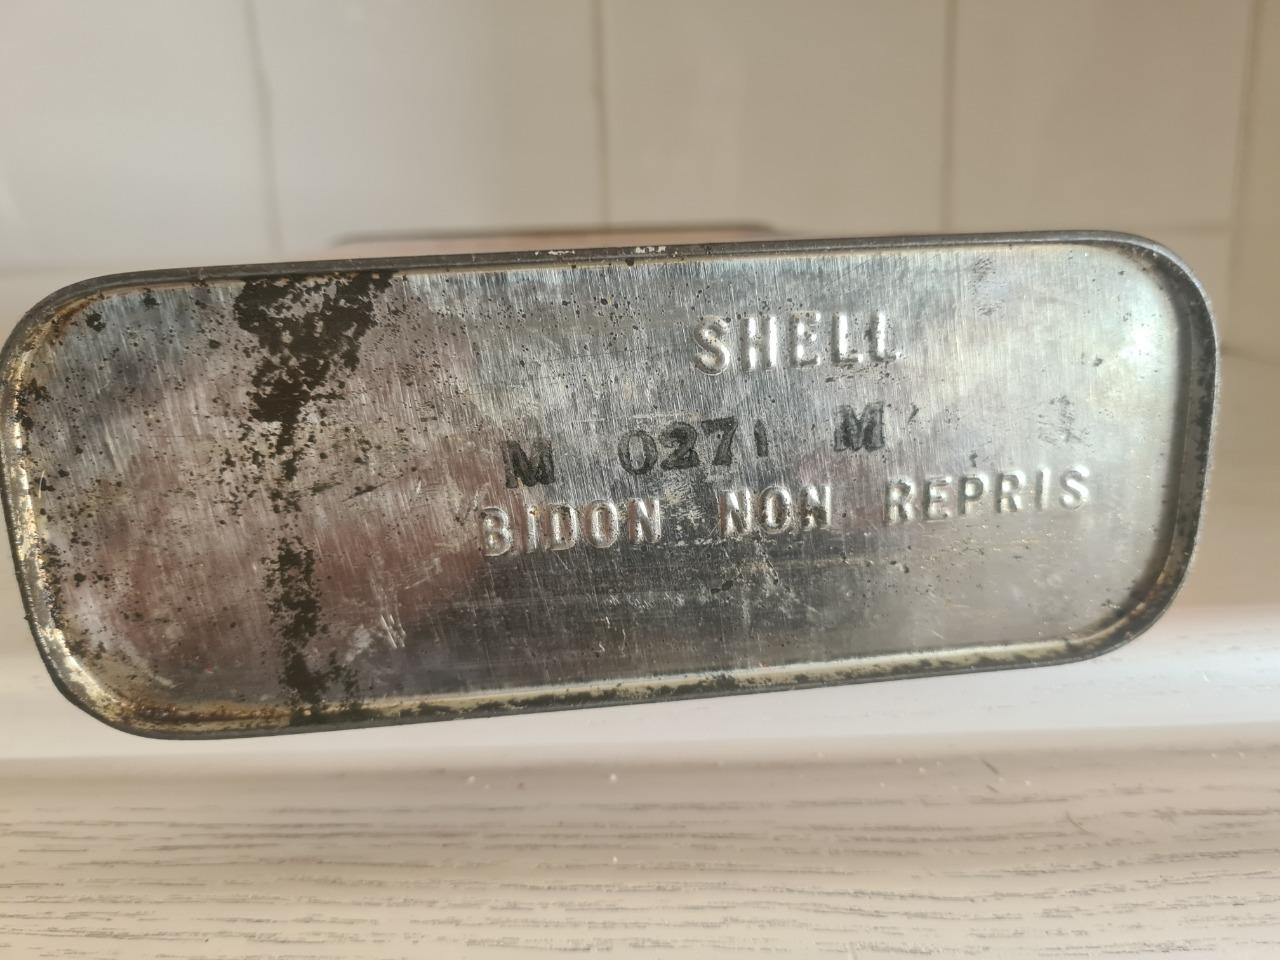 SHELL
M 0271 M
BIDON NON REPRIS